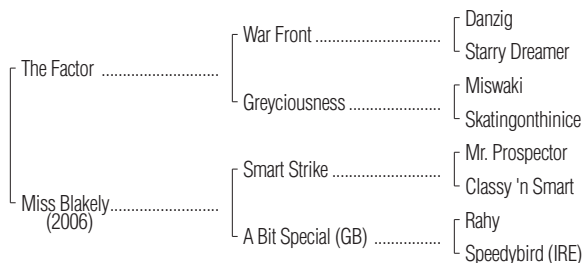 Danzig
War Front ..............................
Starry Dreamer
The Factor ............................
Miswaki
Greyciousness ......................
Skatingonthinice
Mr. Prospector
Smart Strike ..........................
Classy 'n Smart
Miss Blakely..........................
(2006)
Rahy
A Bit Special (GB) ................
Speedybird (IRE)